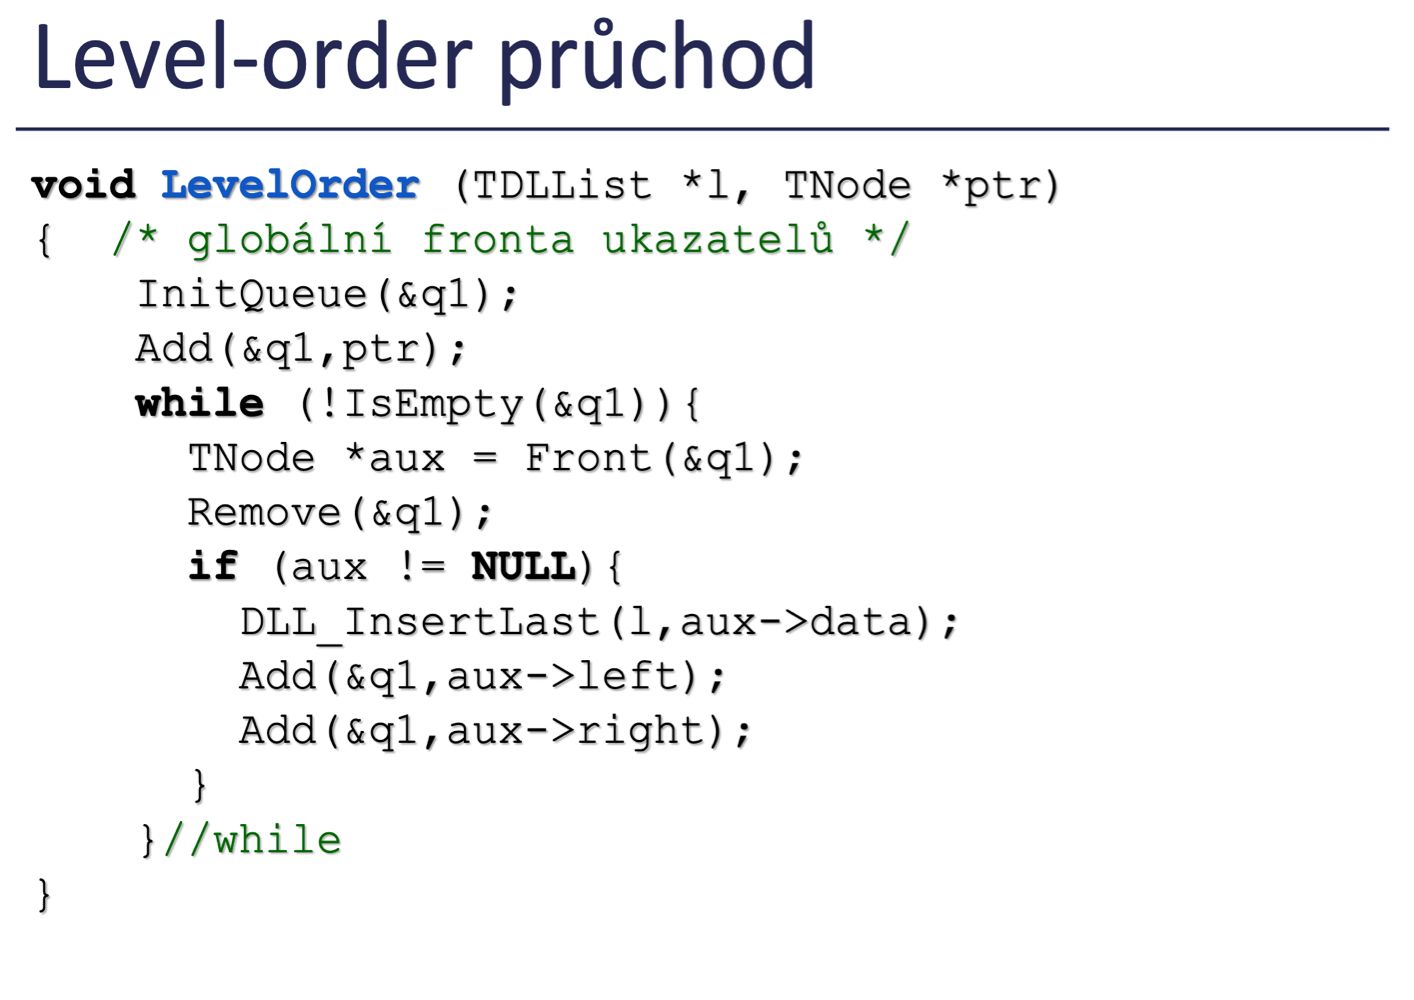 Level-order průchod
void LevelOrder (TDLList *l, TNode *ptr)
{ /* globální fronta ukazatelů */
InitQueue(&q1);
Add(&q1,ptr);
while (!IsEmpty(&q1)){
TNode *aux = Front(&q1);
Remove(&q1);
if (aux != NULL){
DLL_InsertLast(l,aux->data);
Add(&q1,aux->left);
Add(&q1,aux->right);
}
}//while
}